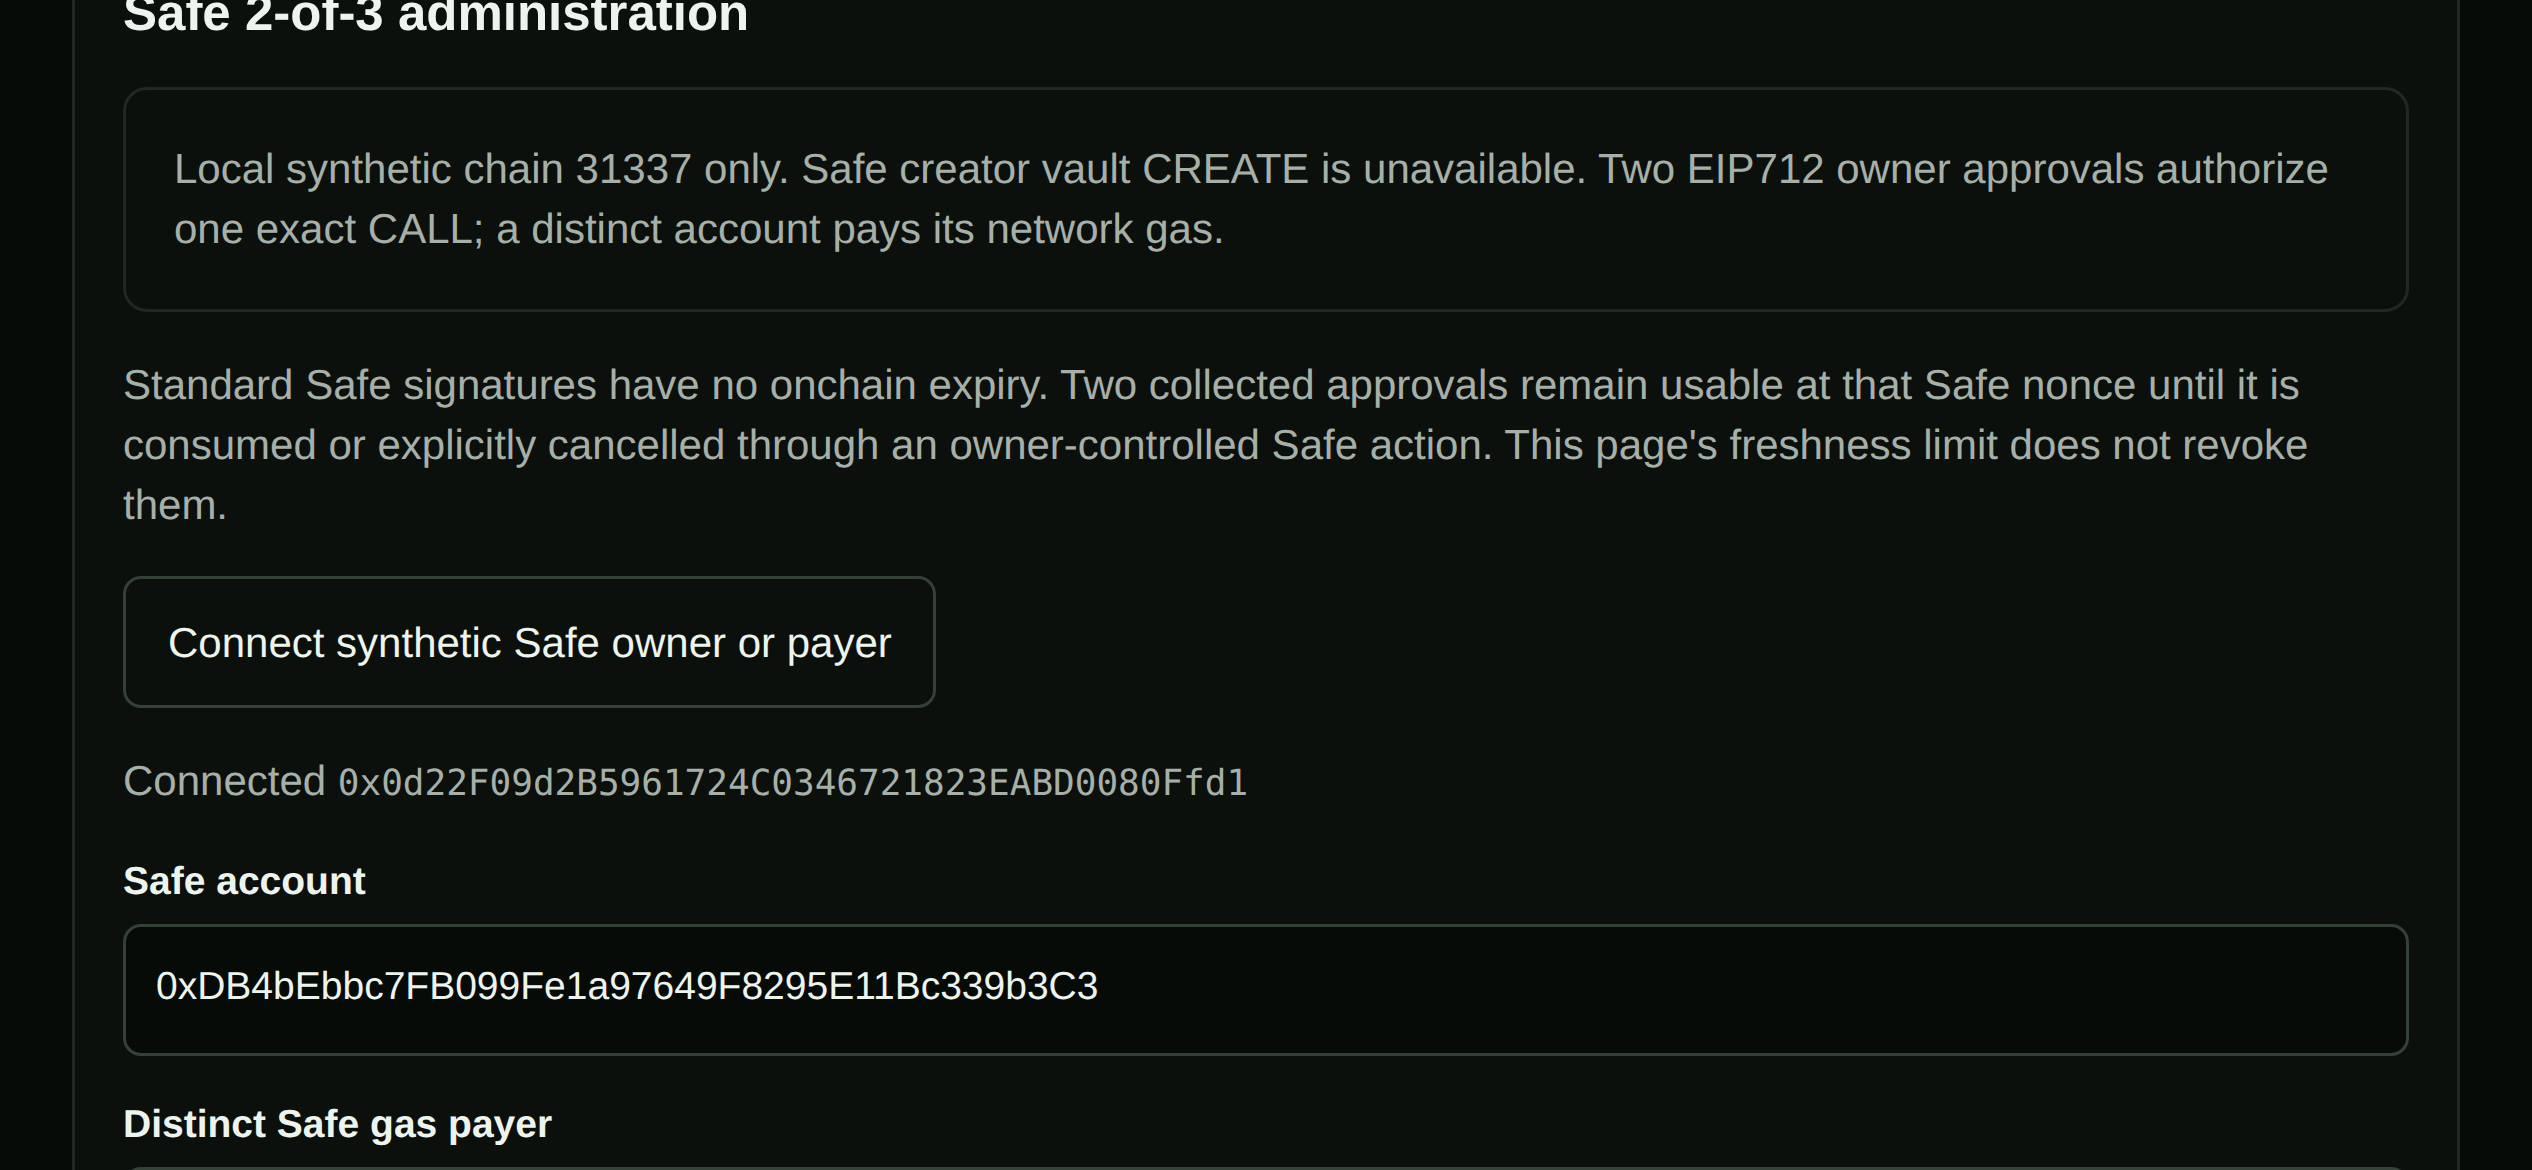 Safe 2-of-3 administration
Local synthetic chain 31337 only. Safe creator vault CREATE is unavailable. Two EIP712 owner approvals authorize
one exact CALL; a distinct account pays its network gas.
Standard Safe signatures have no onchain expiry. Two collected approvals remain usable at that Safe nonce until it is
consumed or explicitly cancelled through an owner-controlled Safe action. This page's freshness limit does not revoke
them.
Connect synthetic Safe owner or payer
Connected 0x0d22F09d2B5961724C0346721823EABD0080Ffd1
Safe account
0xDB4bEbbc7FB099Fe1a97649F8295E11Bc339b3C3
Distinct Safe gas payer